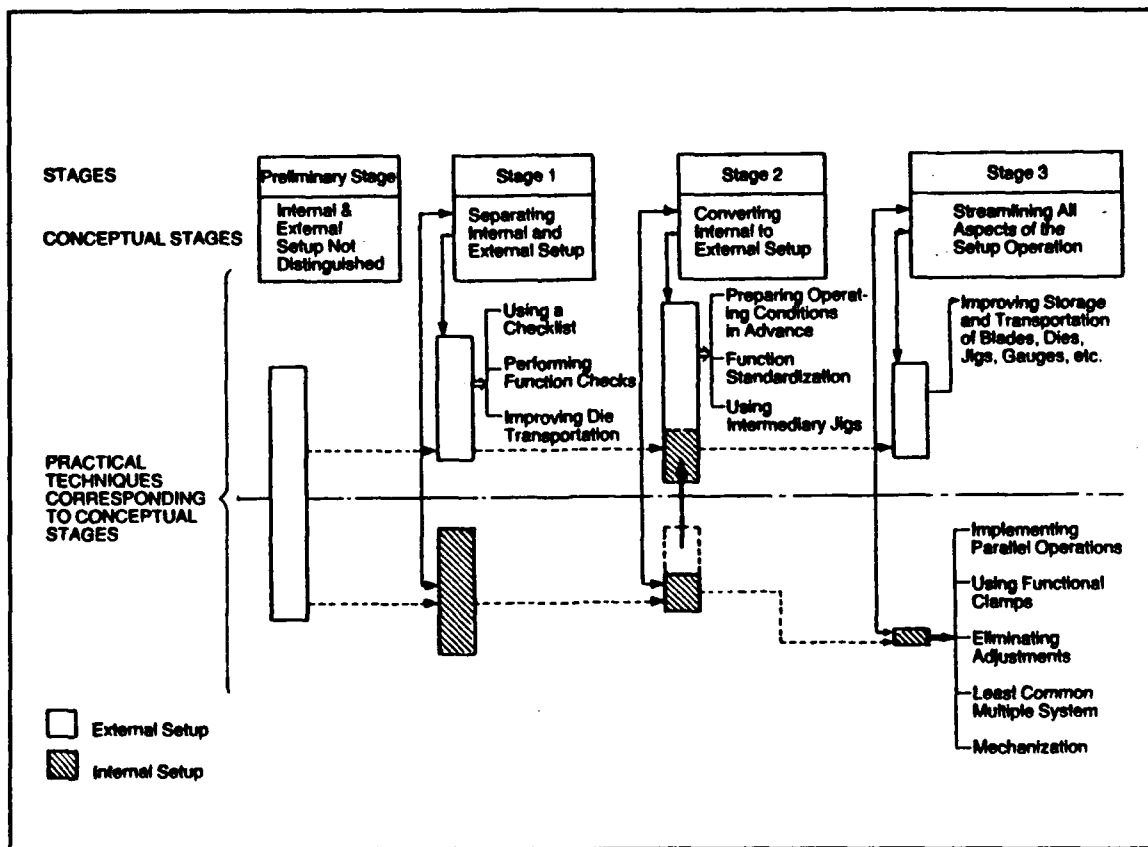 STAGES
CONCEPTUAL STAGES
Preliminary Stage
Internal &
External
Setup Not
Distinguished
Stage 1
Separating
Internal and
External Setup
Stage 2
Converting
Internal to
External Setup
Stage 3
Streamlining All
Aspects of the
Setup Operation
Using a
Checklist
Performing
Function Checks
Improving Die
Transportation
Preparing Operat-
ing Conditions
in Advance
Function
Standardization
Using
Intermediary Jigs
Improving Storage
and Transportation
of Blades, Dies,
Jigs, Gauges, etc.
PRACTICAL
TECHNIQUES
CORRESPONDING
TO CONCEPTUAL
STAGES
Implementing
Parallel Operations
Using Functional
Clamps
Eliminating
Adjustments
Least Common
Multiple System
Mechanization
External Setup
Internal Setup